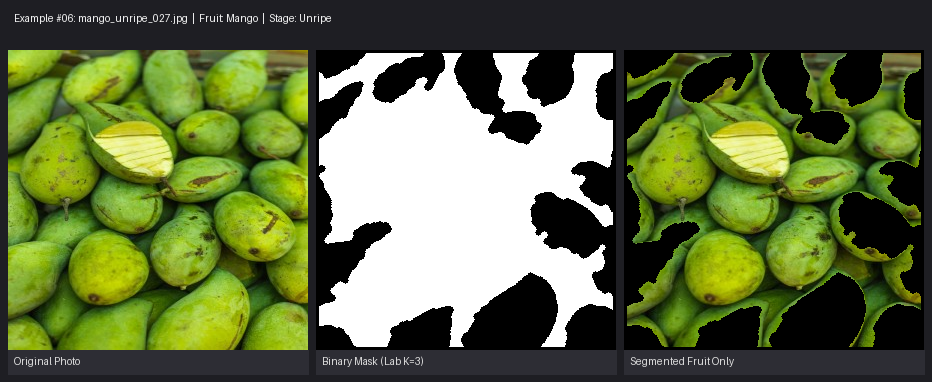 Example #06: mango_unripe_027.jpg | Fruit: Mango | Stage: Unripe
Original Photo
Binary Mask (Lab K=3)
Segmented Fruit Only